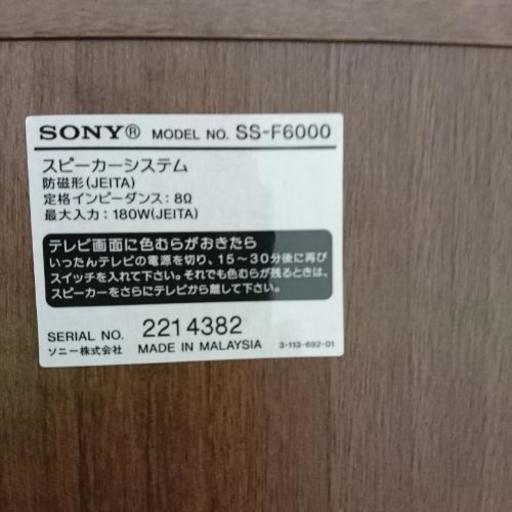 SONY® MODEL NO. SS-F6000
スピーカーシステム
防磁形(JEITA)
定格インピーダンス:8Ω
最大入力:180W(JEITA)
テレビ画面に色むらがおきたら
いったんテレビの電源を切り、15～30分後に再び
スイッチを入れて下さい。それでも色むらが残るときは、
スピーカーをさらにテレビから離して下さい。
SERIAL NO. 2214382
ソニー株式会社 MADE IN MALAYSIA 3-113-692-01